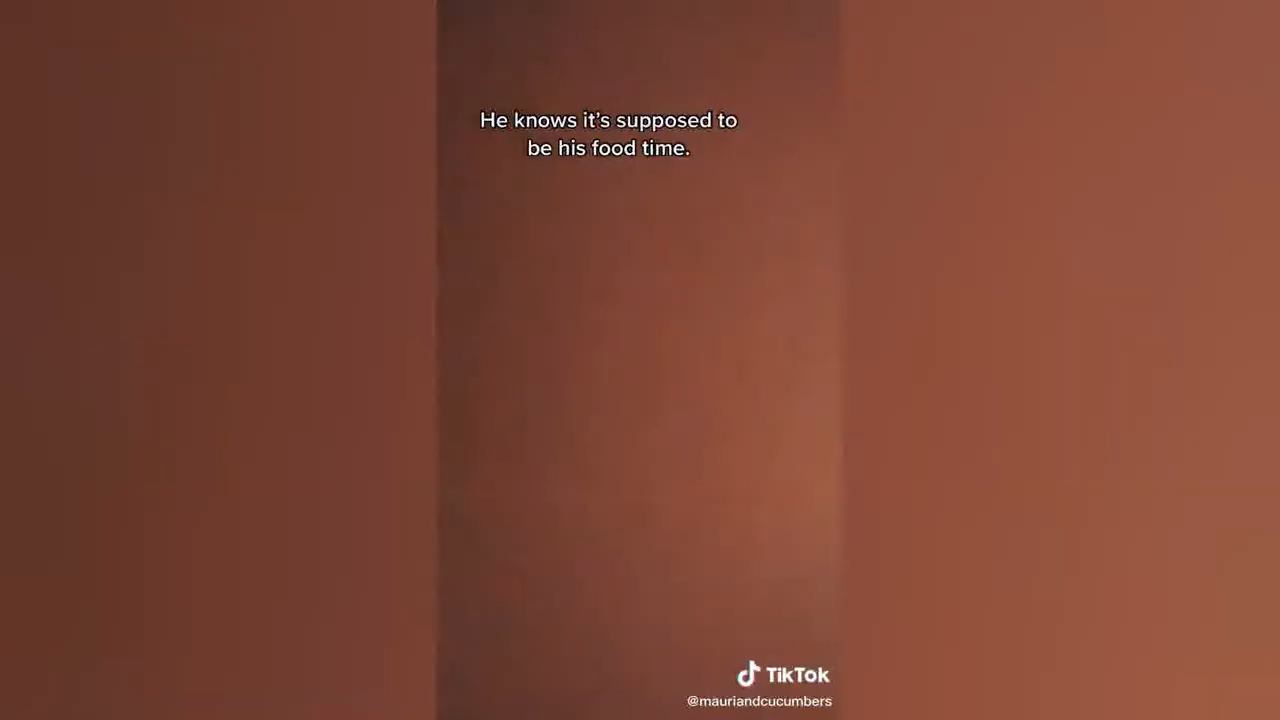 He knows it's supposed to
be his food time.
TikTok
@mauriandcucumbers